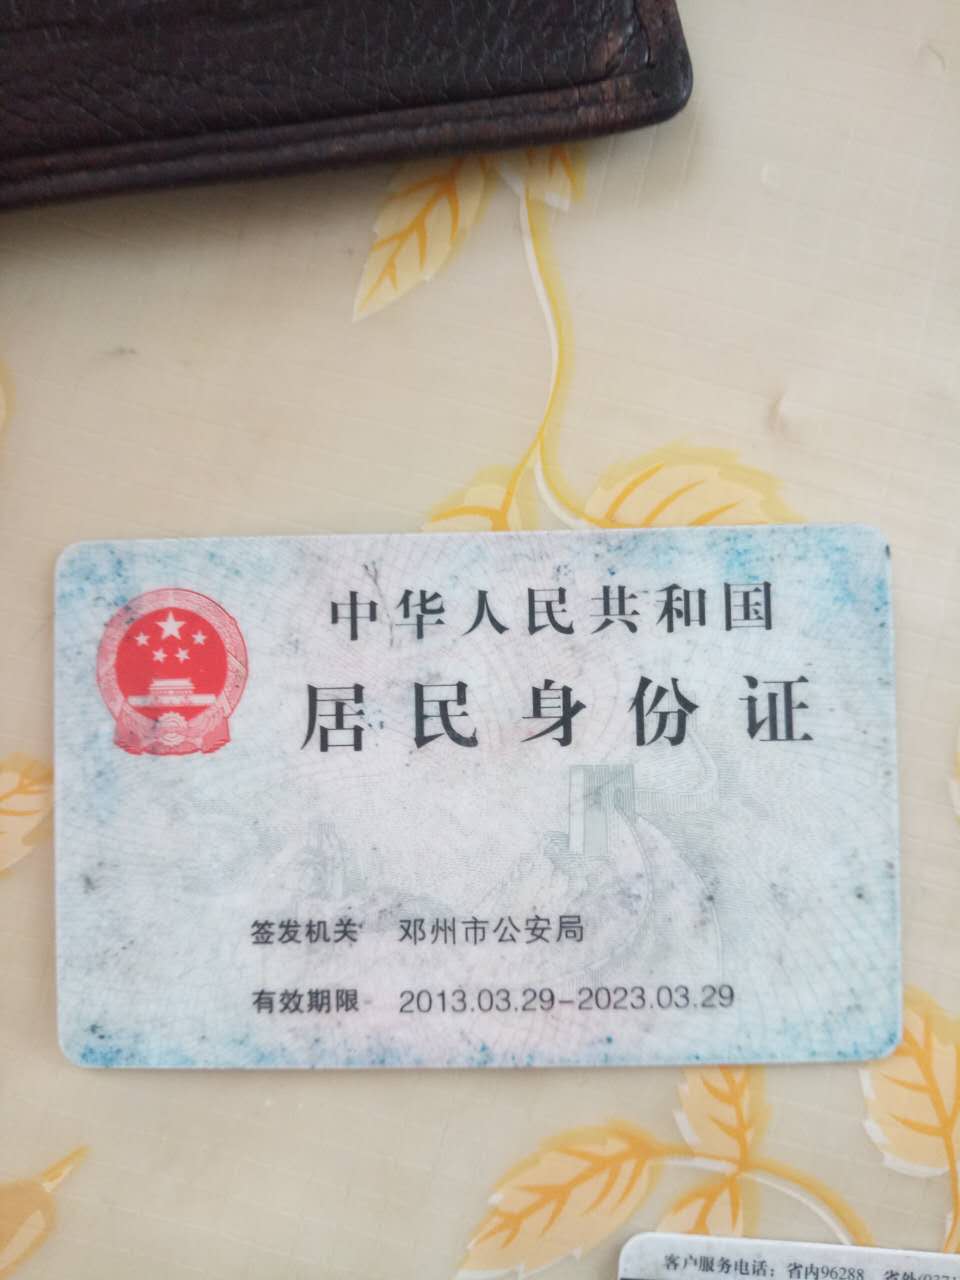 中华人民共和国
居民身份证
签发机关 邓州市公安局
有效期限 2013.03.29-2023.03.29
客户服务电话：省内96288 省外(0371